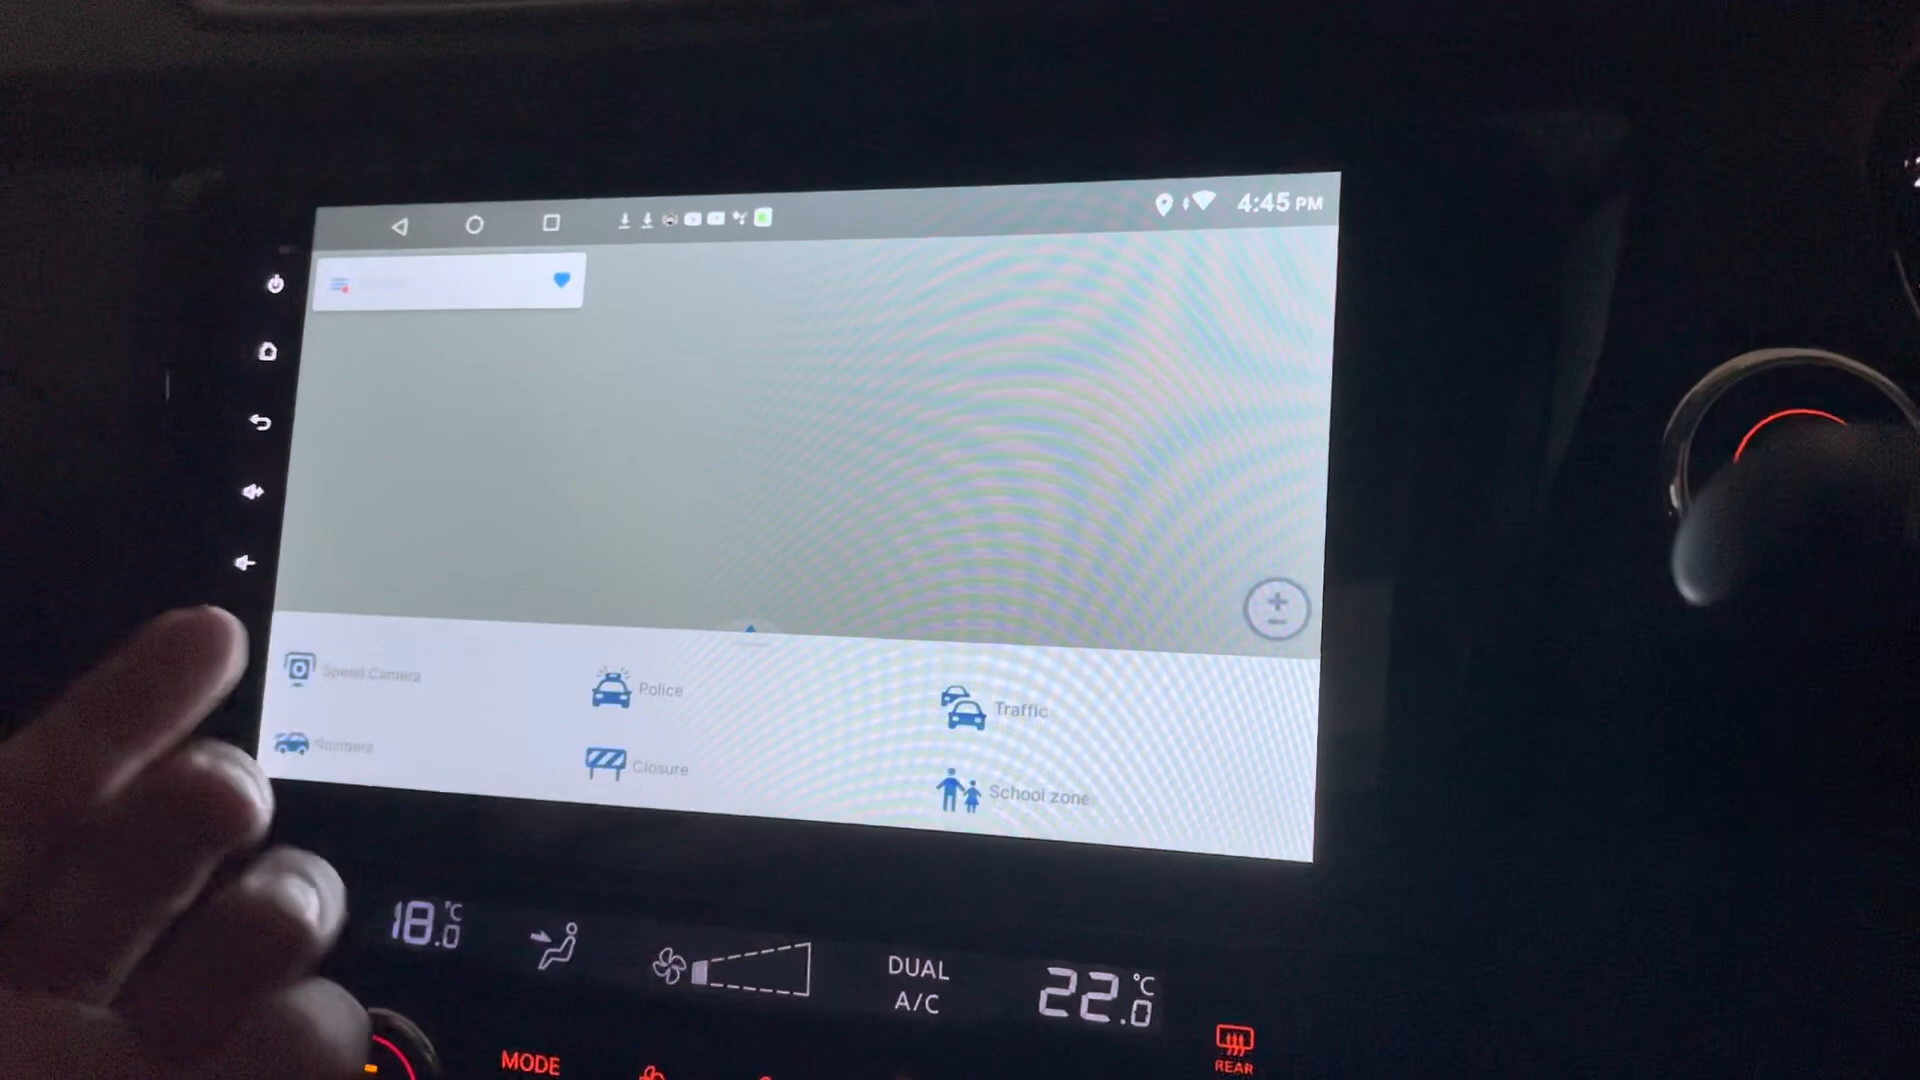 4:45 PM
Speed Camera
Police
Traffic
Closure
School zone
18.0 °C
DUAL
A/C
22.0 °C
MODE
REAR